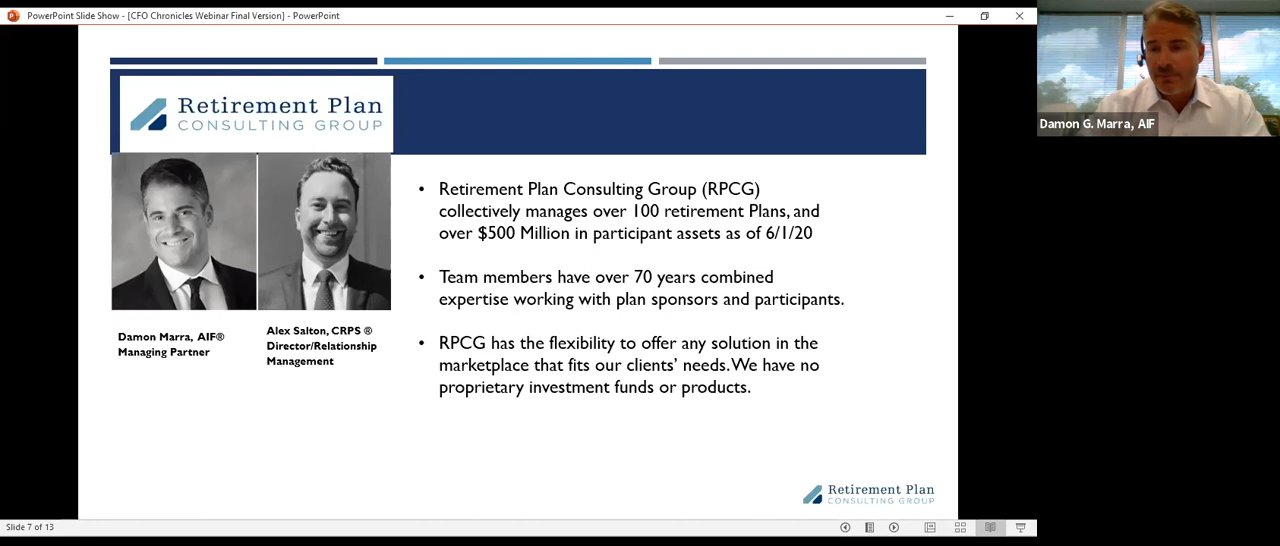 PowerPoint Slide Show - [CFO Chronicles Webinar Final Version] - PowerPoint
Damon G. Marra, AIF
Retirement Plan
CONSULTING GROUP
Damon Marra, AIF®
Managing Partner
Alex Salton, CRPS ®
Director/Relationship
Management
• Retirement Plan Consulting Group (RPCG)
collectively manages over 100 retirement Plans, and
over $500 Million in participant assets as of 6/1/20
• Team members have over 70 years combined
expertise working with plan sponsors and participants.
• RPCG has the flexibility to offer any solution in the
marketplace that fits our clients’ needs. We have no
proprietary investment funds or products.
Retirement Plan
CONSULTING GROUP
Slide 7 of 13